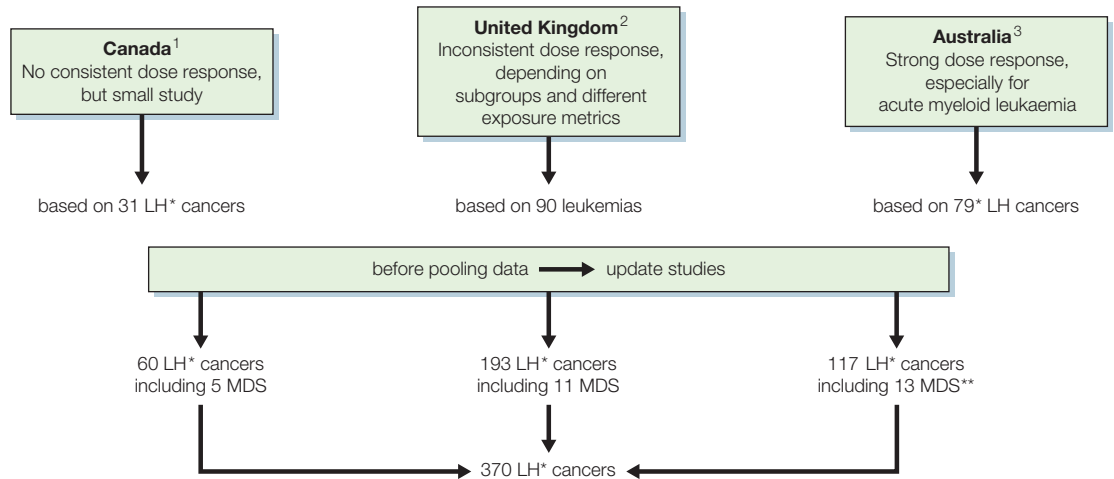 Canada1
No consistent dose response,
but small study
United Kingdom2
Inconsistent dose response,
depending on
subgroups and different
exposure metrics
Australia3
Strong dose response,
especially for
acute myeloid leukaemia
based on 31 LH* cancers
based on 90 leukemias
based on 79* LH cancers
before pooling data update studies
60 LH* cancers
including 5 MDS
193 LH* cancers
including 11 MDS
117 LH* cancers
including 13 MDS**
370 LH* cancers